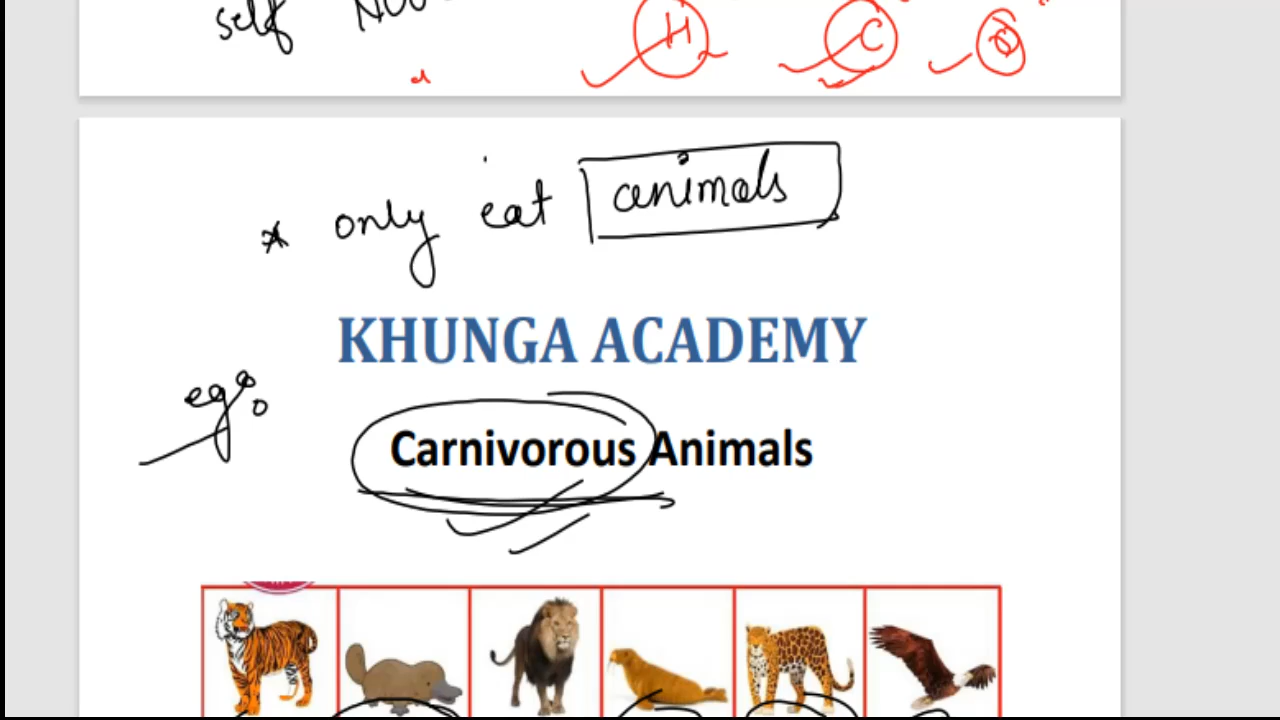 self
H C
* only eat animals
KHUNGA ACADEMY
eg:
Carnivorous Animals